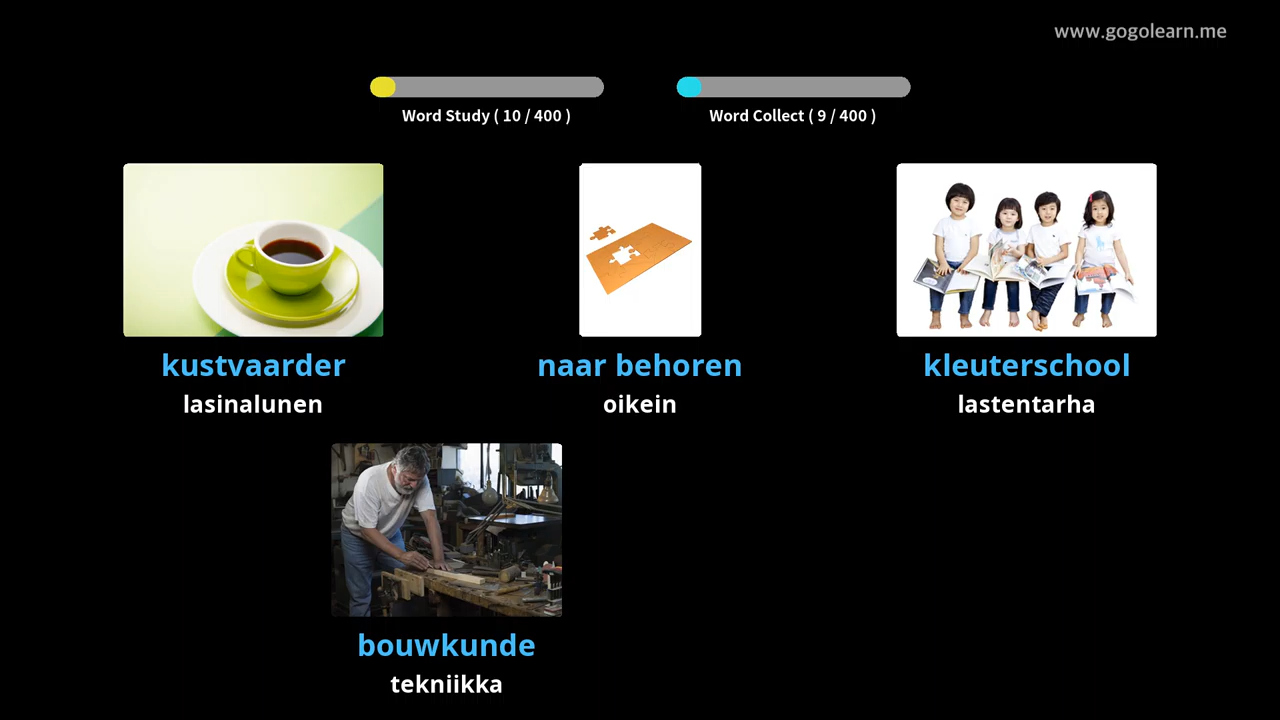 www.gogolearn.me
Word Study ( 10 / 400 )
Word Collect ( 9 / 400 )
kustvaarder
lasinalunen
naar behoren
oikein
kleuterschool
lastentarha
bouwkunde
tekniikka